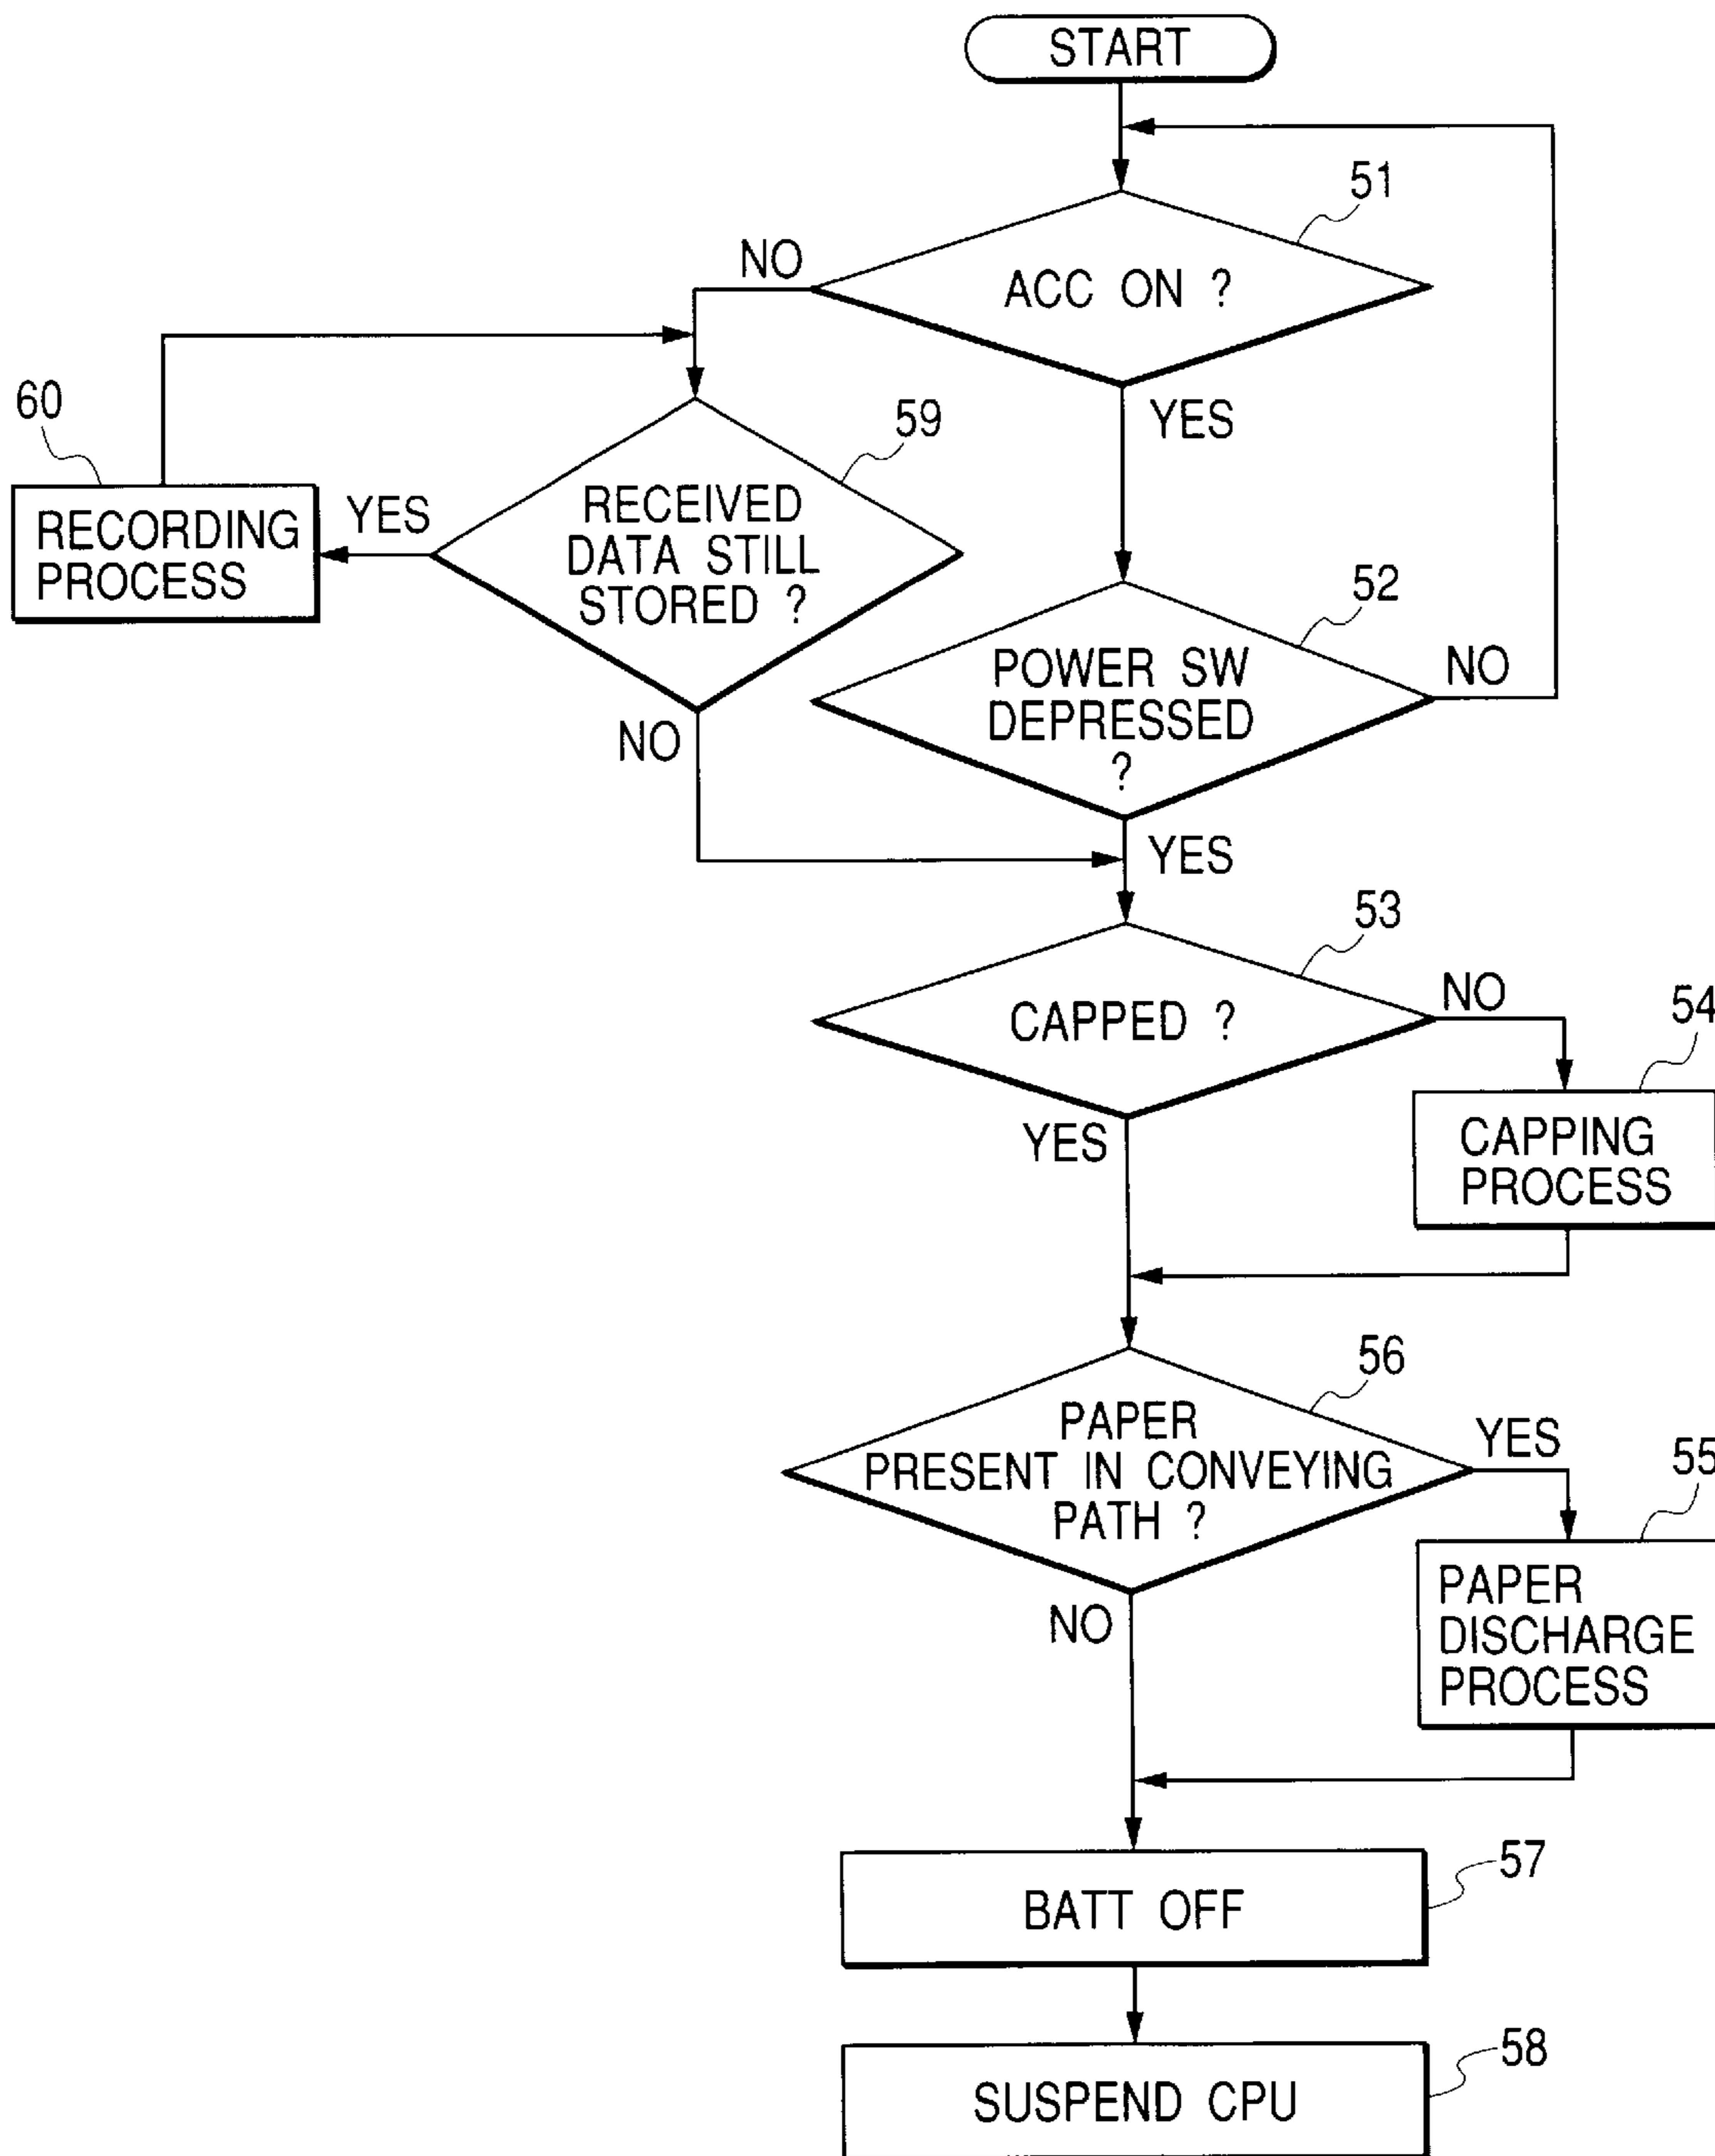 START
51
NO
ACC ON ?
60
59
YES
RECEIVED
DATA STILL
STORED ?
YES
RECORDING
PROCESS
52
POWER SW
DEPRESSED
?
NO
NO
YES
53
CAPPED ?
NO
54
YES
CAPPING
PROCESS
56
PAPER
PRESENT IN CONVEYING
PATH ?
YES
55
NO
PAPER
DISCHARGE
PROCESS
57
BATT OFF
58
SUSPEND CPU